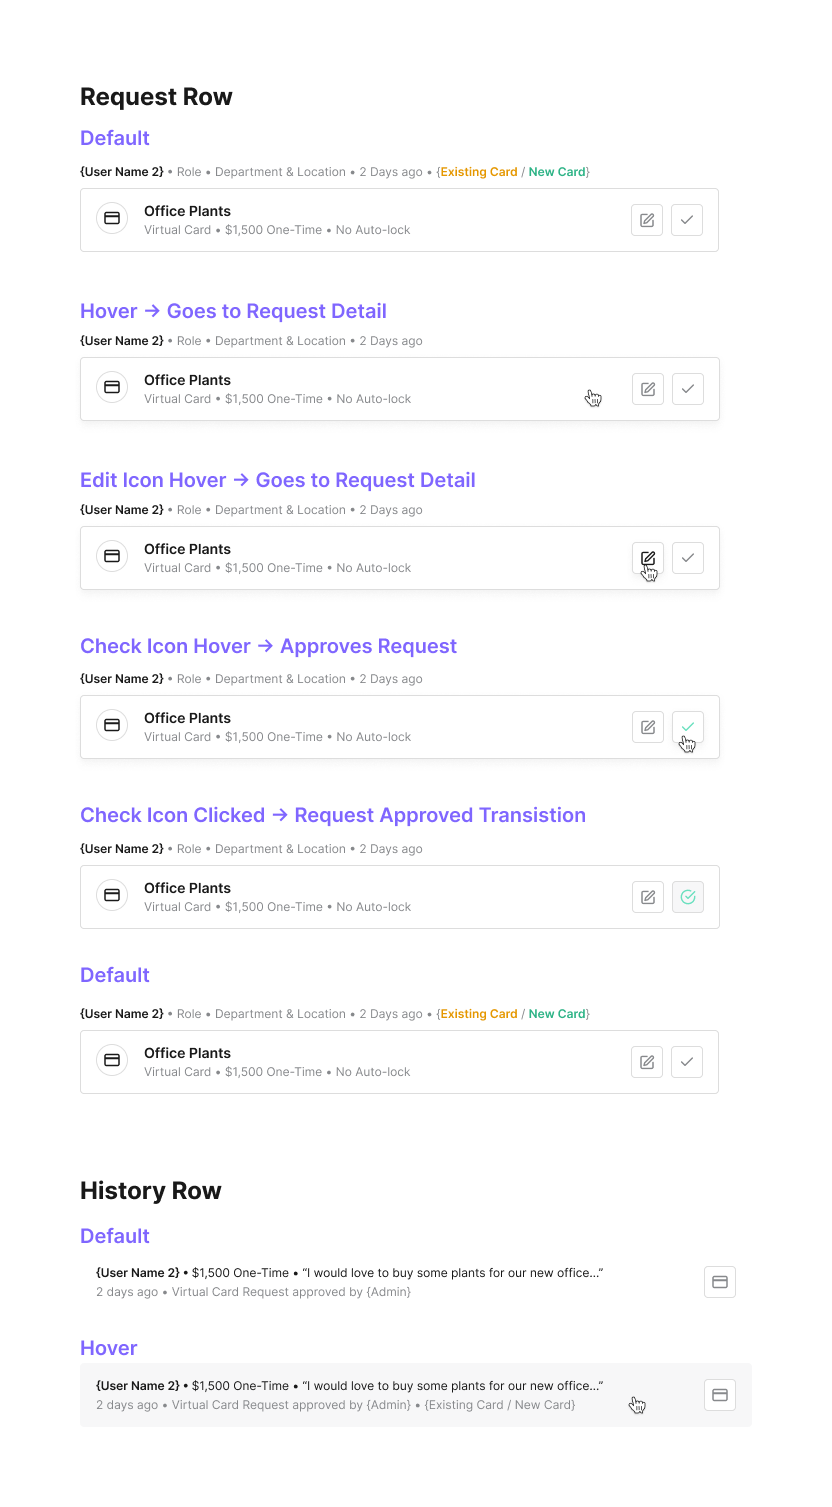 Request Row
Default
{User Name 2} • Role • Department & Location • 2 Days ago • {Existing Card / New Card}
Office Plants
Virtual Card • $1,500 One-Time • No Auto-lock
Hover → Goes to Request Detail
{User Name 2} • Role • Department & Location • 2 Days ago
Office Plants
Virtual Card • $1,500 One-Time • No Auto-lock
Edit Icon Hover → Goes to Request Detail
{User Name 2} • Role • Department & Location • 2 Days ago
Office Plants
Virtual Card • $1,500 One-Time • No Auto-lock
Check Icon Hover → Approves Request
{User Name 2} • Role • Department & Location • 2 Days ago
Office Plants
Virtual Card • $1,500 One-Time • No Auto-lock
Check Icon Clicked → Request Approved Transistion
{User Name 2} • Role • Department & Location • 2 Days ago
Office Plants
Virtual Card • $1,500 One-Time • No Auto-lock
Default
{User Name 2} • Role • Department & Location • 2 Days ago • {Existing Card / New Card}
Office Plants
Virtual Card • $1,500 One-Time • No Auto-lock
History Row
Default
{User Name 2} • $1,500 One-Time • “I would love to buy some plants for our new office…”
2 days ago • Virtual Card Request approved by {Admin}
Hover
{User Name 2} • $1,500 One-Time • “I would love to buy some plants for our new office…”
2 days ago • Virtual Card Request approved by {Admin} • {Existing Card / New Card}